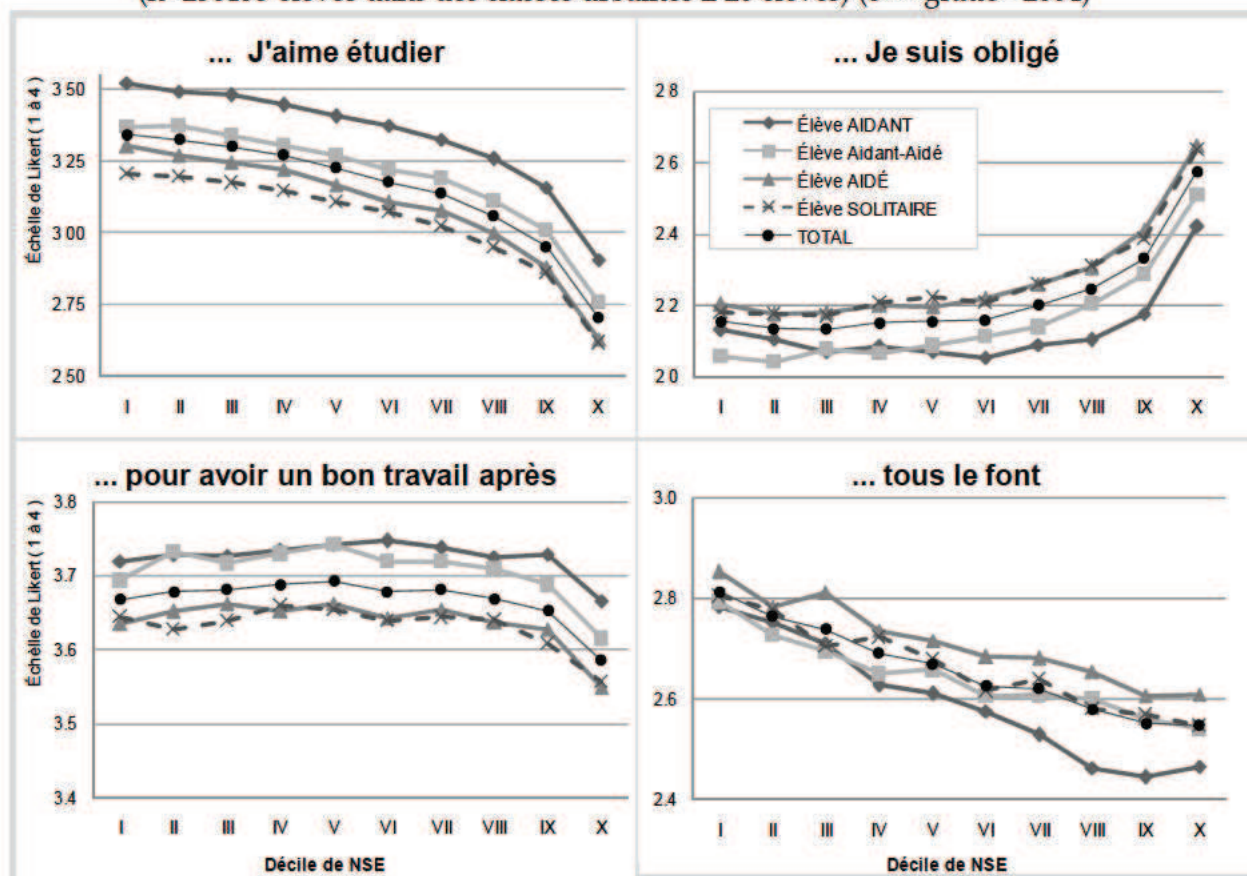 ... J'aime étudier
Échèlle de Likert ( 1 à 4 )
3 50
3.25
3 00
2.75
2 50
I II III IV V VI VII VIII IX X
... Je suis obligé
2 8
2 6
2.4
2 2
2 0
Élève AIDANT
Élève Aidant-Aidé
Élève AIDÉ
Élève SOLITAIRE
TOTAL
I II III IV V VI VII VIII IX X
... pour avoir un bon travail après
Échèlle de Likert ( 1 à 4 )
3.8
3.7
3.6
3.5
3.4
I II III IV V VI VII VIII IX X
Décile de NSE
... tous le font
3.0
2.8
2.6
2.4
I II III IV V VI VII VIII IX X
Décile de NSE